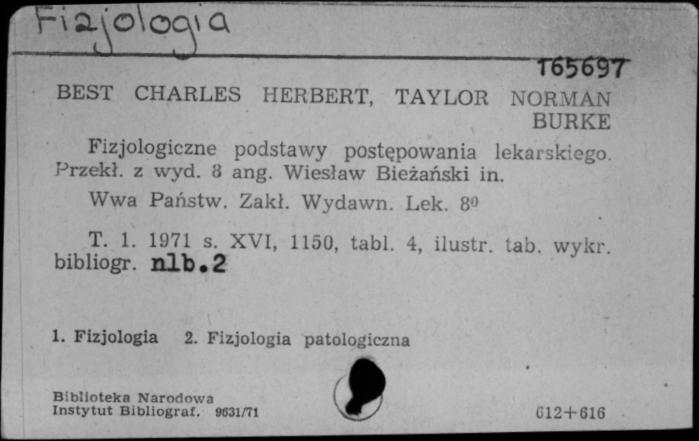 Fizjologia
T65697
BEST CHARLES HERBERT, TAYLOR NORMAN
BURKE
Fizjologiczne podstawy postępowania lekarskiego.
Przekł. z wyd. 8 ang. Wiesław Bieżański in.
Wwa Państw. Zakł. Wydawn. Lek. 8º
T. 1. 1971 s. XVI, 1150, tabl. 4, ilustr. tab. wykr.
bibliogr. nlb.2
1. Fizjologia 2. Fizjologia patologiczna
Biblioteka Narodowa
Instytut Bibliograf. 9631/71
612+616